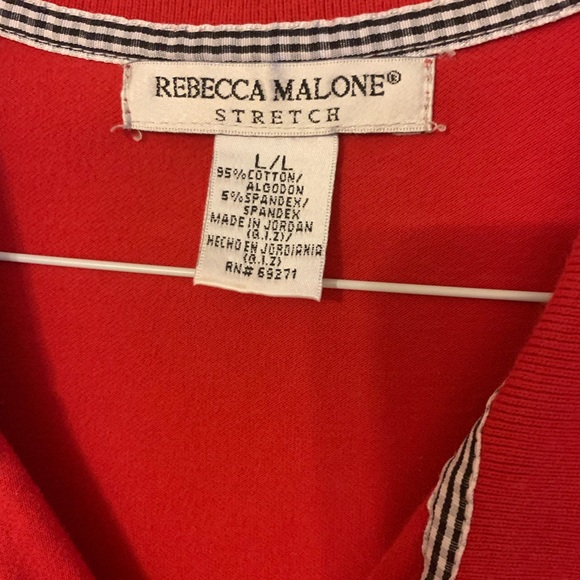 REBECCA MALONE®
STRETCH
L/L
95%COTTON/
ALGODON
5%SPANDEX/
SPANDEX
MADE IN JORDAN
(Q.I.Z)/
HECHO EN JORDANIA
(Q.I.Z)
RN# 69271